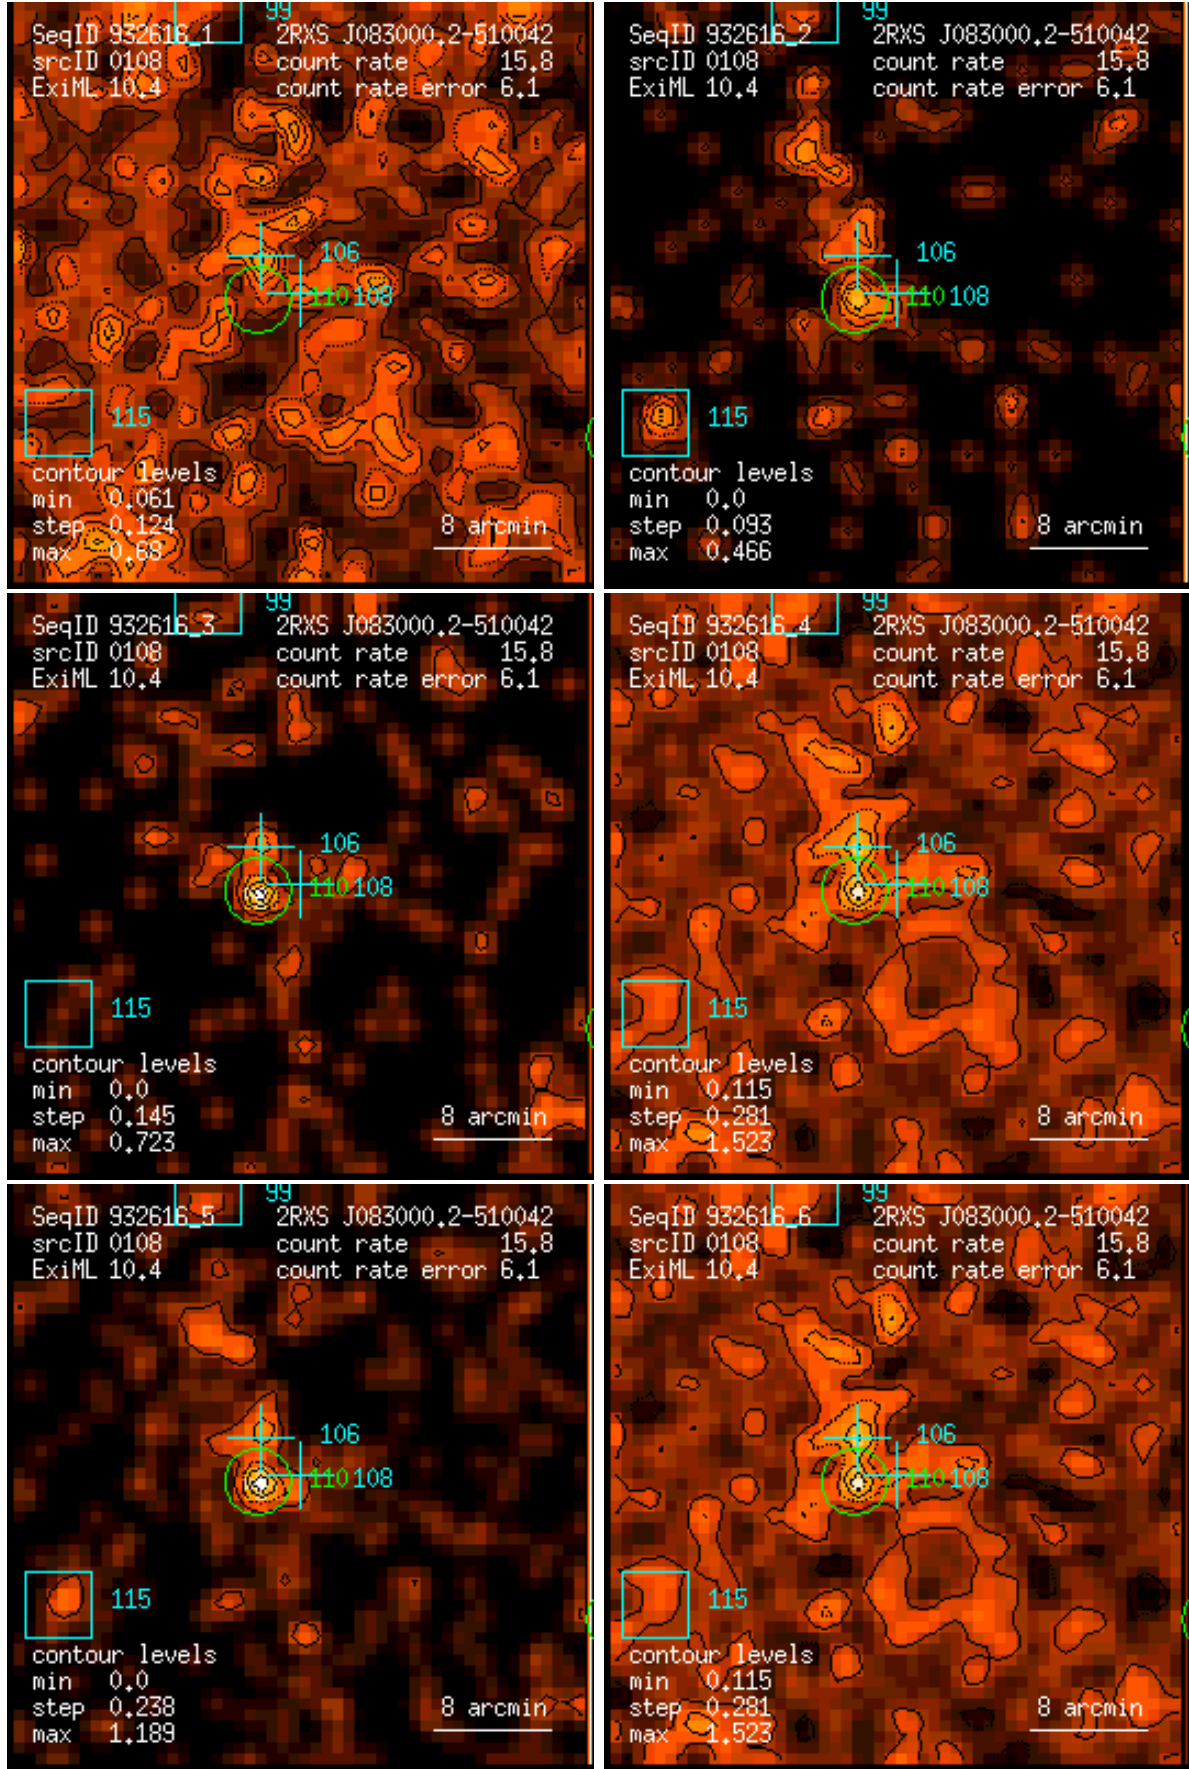 99
SeqID 932616_1 2RXS J083000.2-510042
srcID 0108 count rate 15.8
ExiML 10.4 count rate error 6.1
106
110 108
115
contour levels
min 0.061
step 0.124
max 0.68
8 arcmin
99
SeqID 932616_2 2RXS J083000.2-510042
srcID 0108 count rate 15.8
ExiML 10.4 count rate error 6.1
106
110 108
115
contour levels
min 0.0
step 0.093
max 0.466
8 arcmin
99
SeqID 932616_3 2RXS J083000.2-510042
srcID 0108 count rate 15.8
ExiML 10.4 count rate error 6.1
106
110 108
115
contour levels
min 0.0
step 0.145
max 0.723
8 arcmin
99
SeqID 932616_4 2RXS J083000.2-510042
srcID 0108 count rate 15.8
ExiML 10.4 count rate error 6.1
106
110 108
115
contour levels
min 0.115
step 0.281
max 1.523
8 arcmin
99
SeqID 932616_5 2RXS J083000.2-510042
srcID 0108 count rate 15.8
ExiML 10.4 count rate error 6.1
106
110 108
115
contour levels
min 0.0
step 0.238
max 1.189
8 arcmin
99
SeqID 932616_6 2RXS J083000.2-510042
srcID 0108 count rate 15.8
ExiML 10.4 count rate error 6.1
106
110 108
115
contour levels
min 0.115
step 0.281
max 1.523
8 arcmin